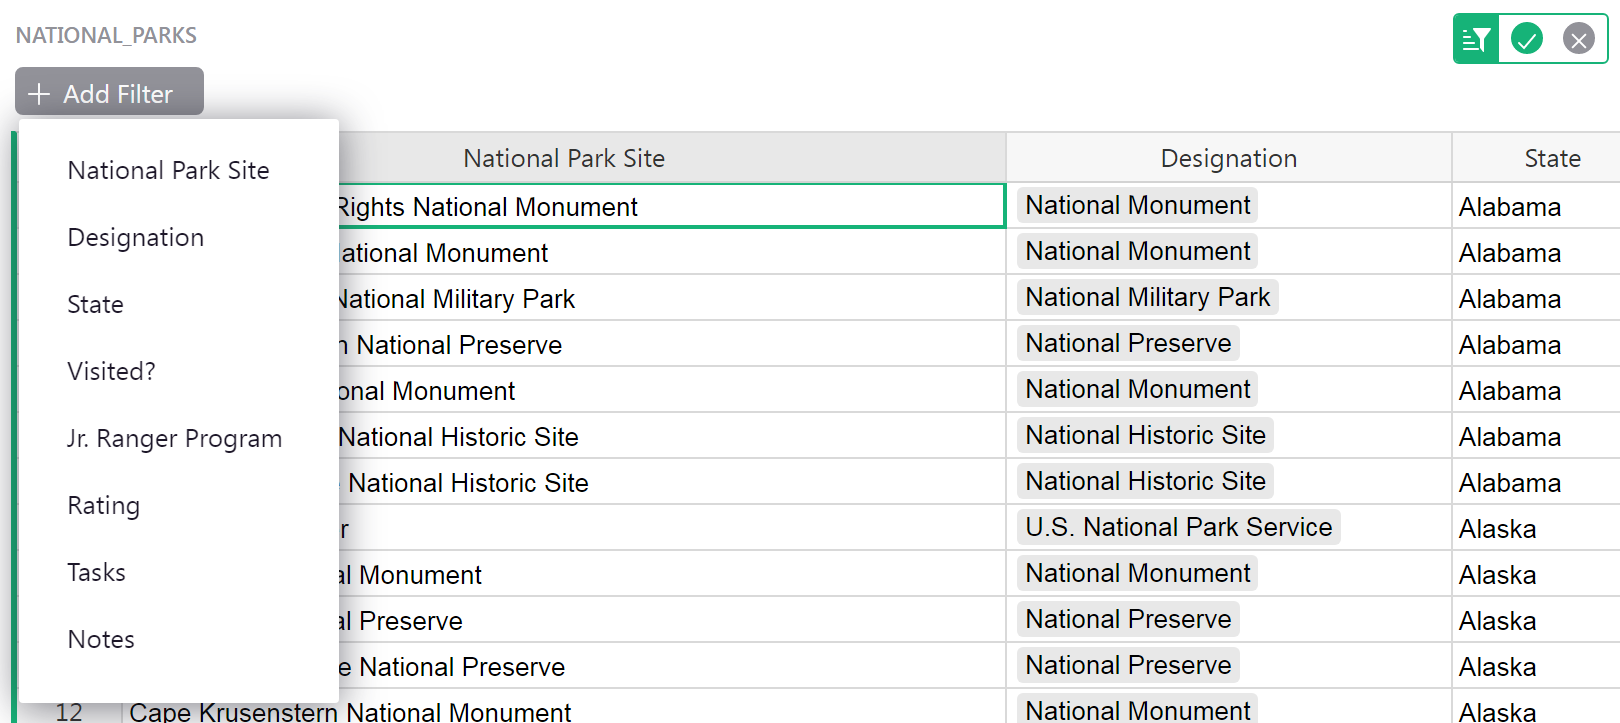 NATIONAL_PARKS
+ Add Filter
National Park Site
Designation
State
Visited?
Jr. Ranger Program
Rating
Tasks
Notes
National Park Site Designation State
Rights National Monument National Monument Alabama
ational Monument National Monument Alabama
National Military Park National Military Park Alabama
n National Preserve National Preserve Alabama
onal Monument National Monument Alabama
National Historic Site National Historic Site Alabama
National Historic Site National Historic Site Alabama
r U.S. National Park Service Alaska
al Monument National Monument Alaska
al Preserve National Preserve Alaska
e National Preserve National Preserve Alaska
12 Cape Krusenstern National Monument National Monument Alaska